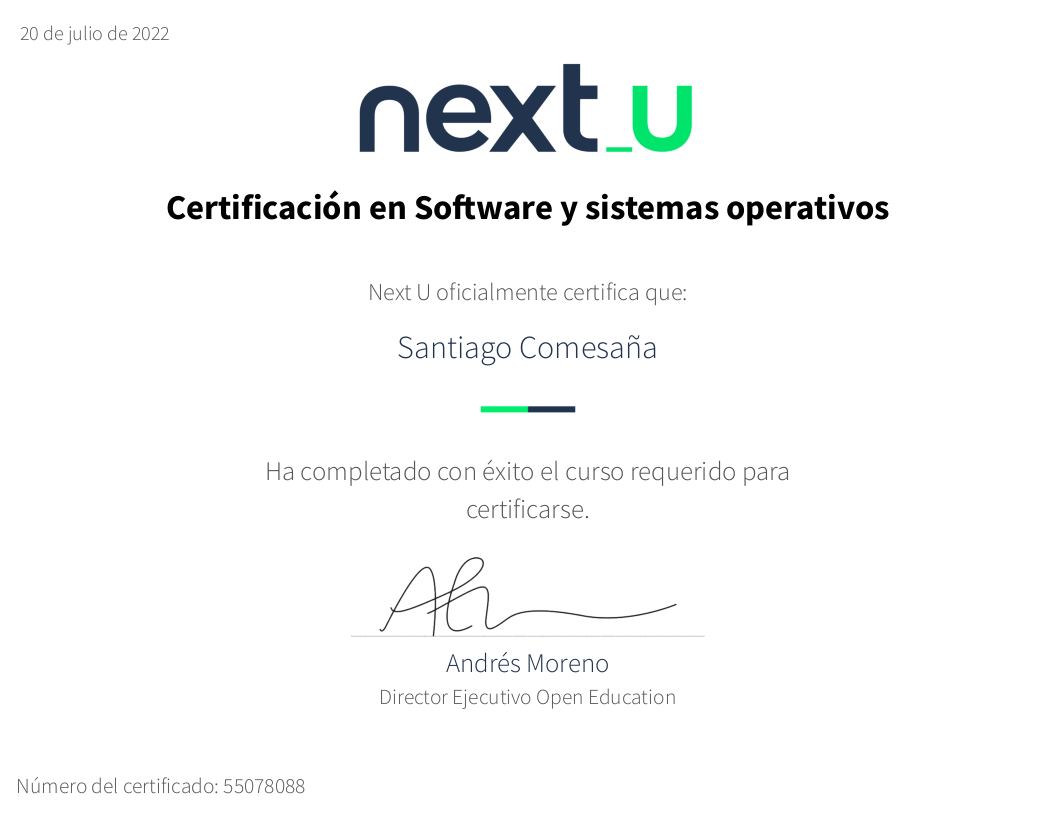 20 de julio de 2022
next_U
Certificación en Software y sistemas operativos
Next U oficialmente certifica que:
Santiago Comesaña
Ha completado con éxito el curso requerido para
certificarse.
Andrés Moreno
Director Ejecutivo Open Education
Número del certificado: 55078088